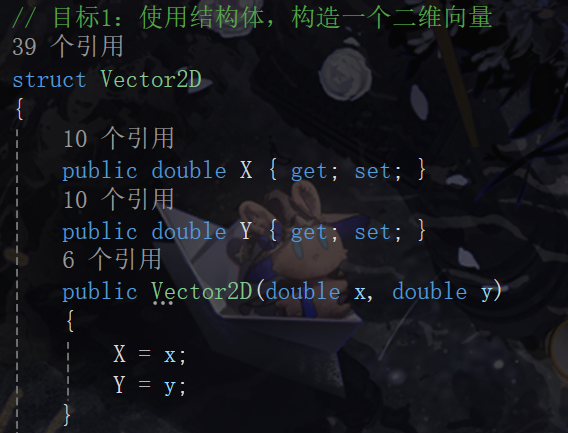 // 目标1：使用结构体，构造一个二维向量
39 个引用
struct Vector2D
{
10 个引用
public double X { get; set; }
10 个引用
public double Y { get; set; }
6 个引用
public Vector2D(double x, double y)
{
X = x;
Y = y;
}